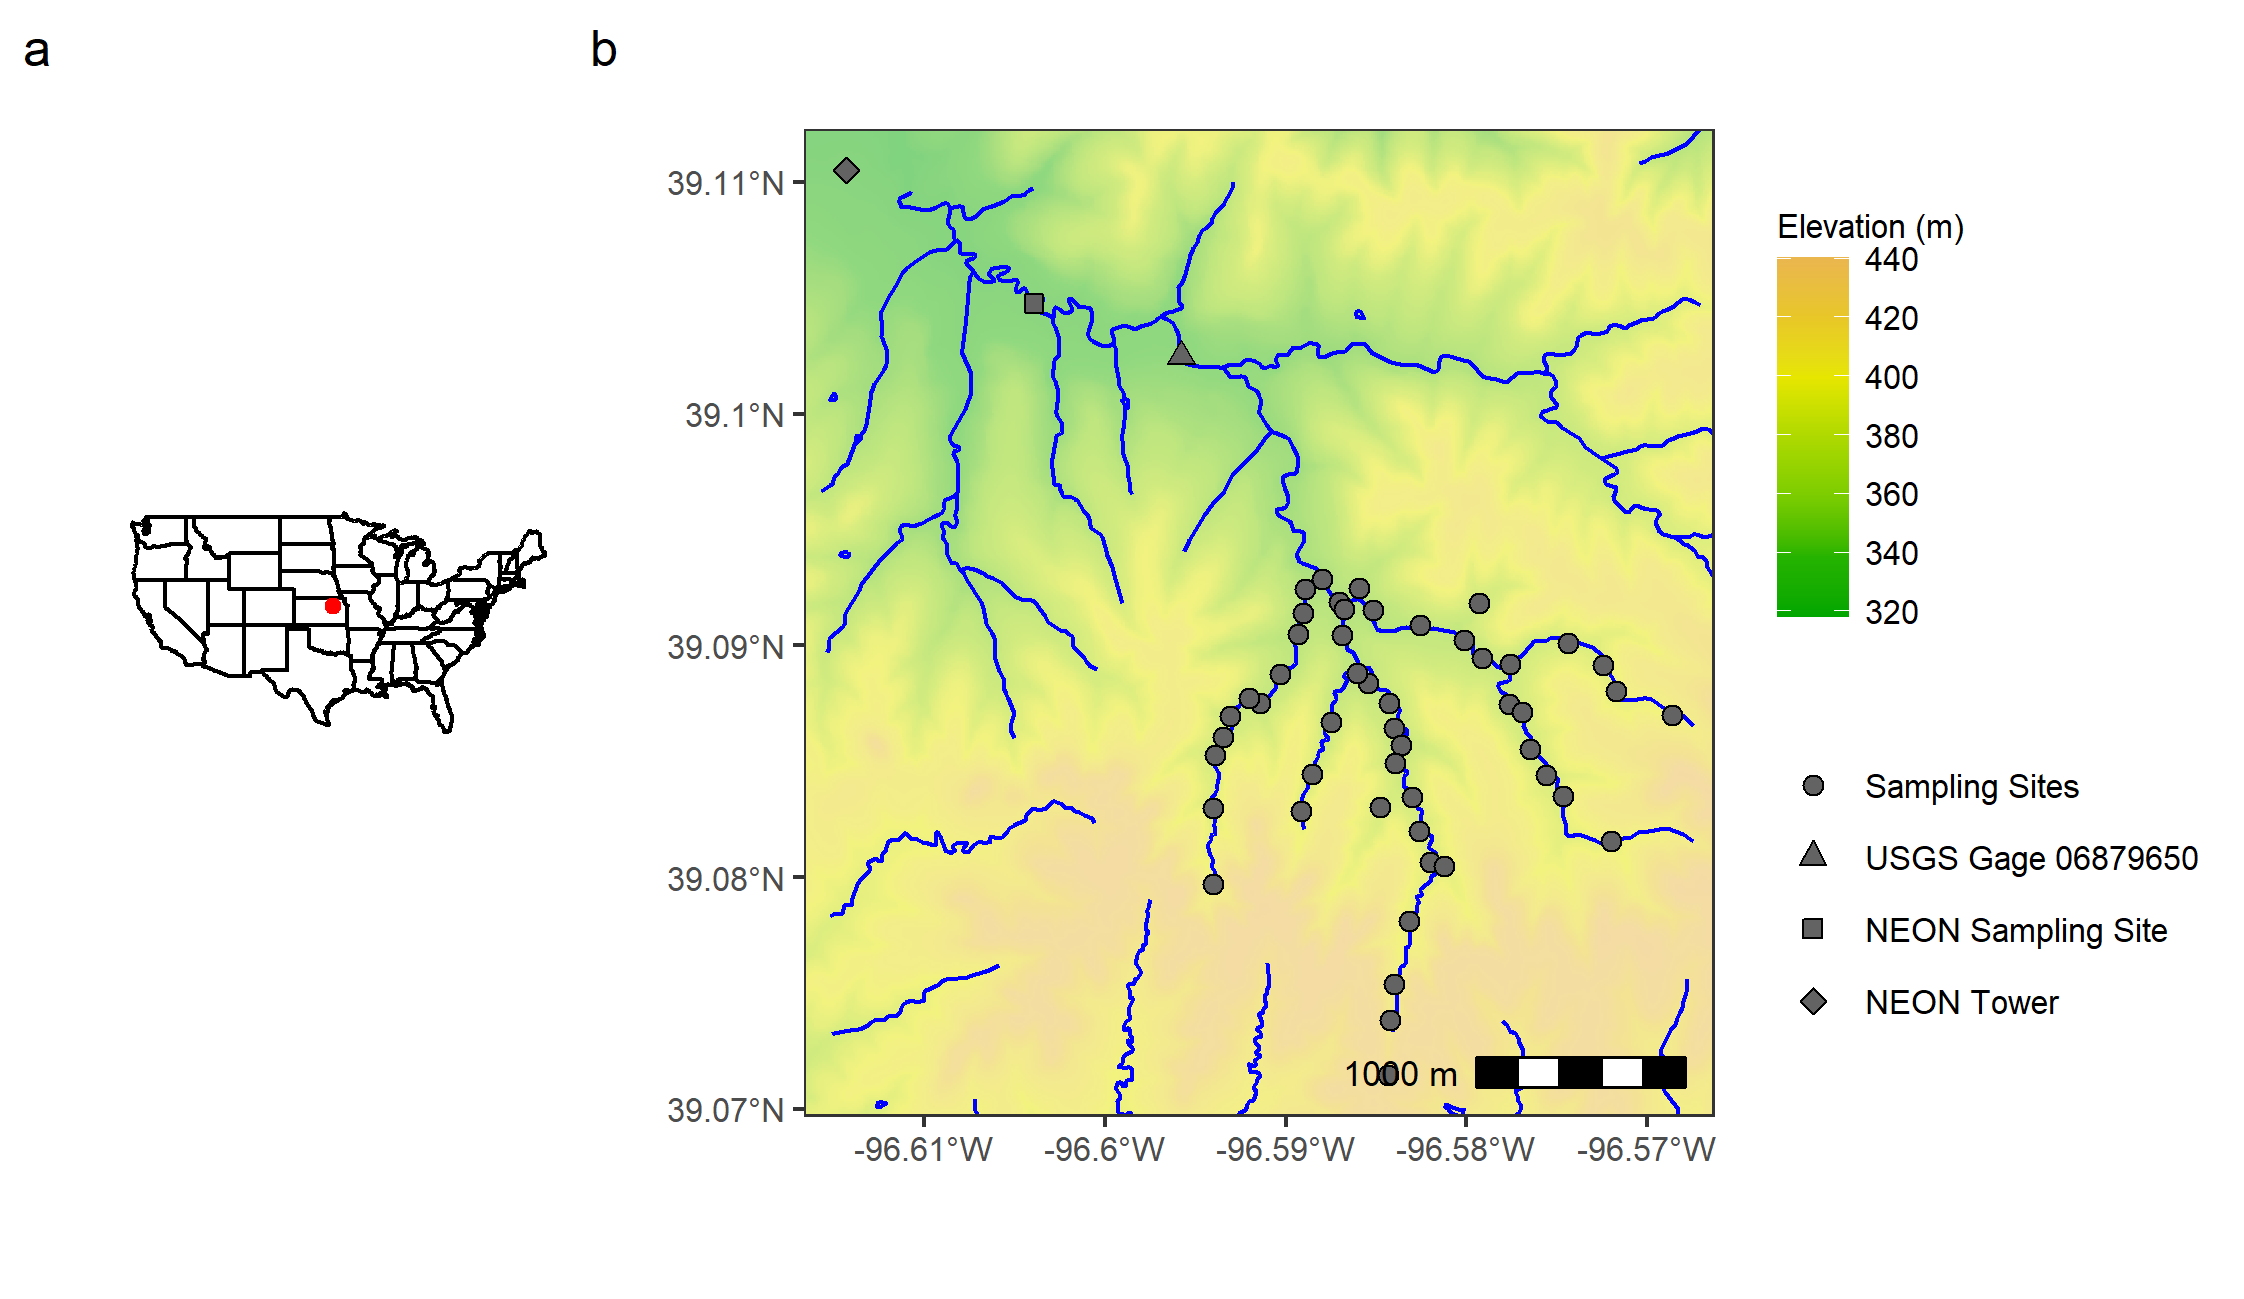 a
b
39.11°N
39.1°N
39.09°N
39.08°N
39.07°N
-96.61°W
-96.6°W
-96.59°W
-96.58°W
-96.57°W
1000 m
Elevation (m)
440
420
400
380
360
340
320
Sampling Sites
USGS Gage 06879650
NEON Sampling Site
NEON Tower